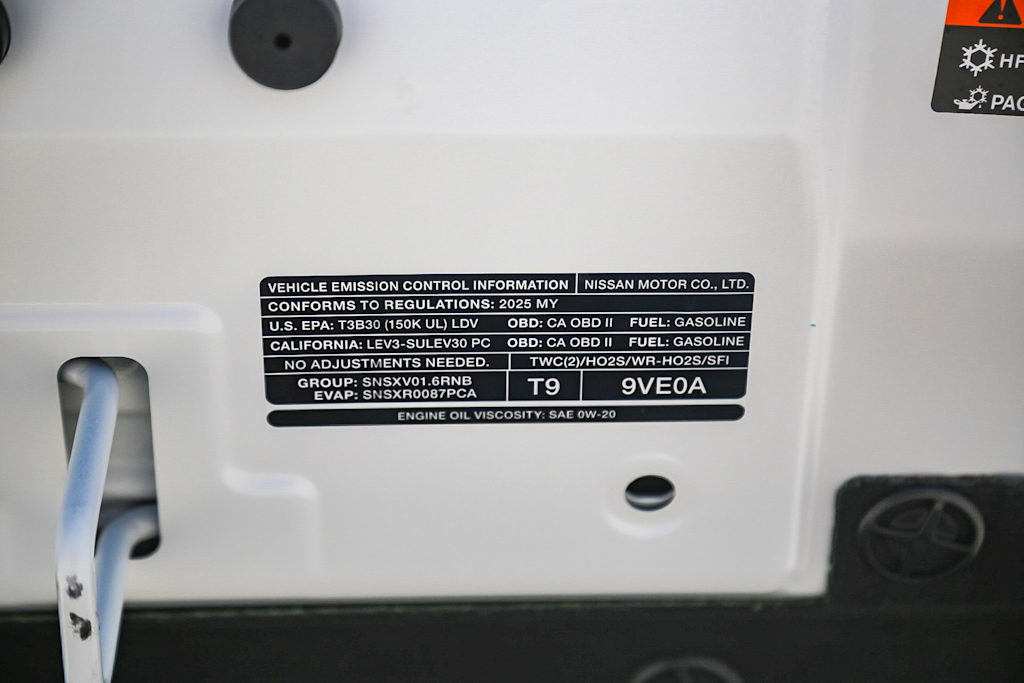 HF
PAG
VEHICLE EMISSION CONTROL INFORMATION NISSAN MOTOR CO., LTD.
CONFORMS TO REGULATIONS: 2025 MY
U.S. EPA: T3B30 (150K UL) LDV OBD: CA OBD II FUEL: GASOLINE
CALIFORNIA: LEV3-SULEV30 PC OBD: CA OBD II FUEL: GASOLINE
NO ADJUSTMENTS NEEDED. TWC(2)/HO2S/WR-HO2S/SFI
GROUP: SNSXV01.6RNB
EVAP: SNSXR0087PCA
T9 9VE0A
ENGINE OIL VISCOSITY: SAE 0W-20